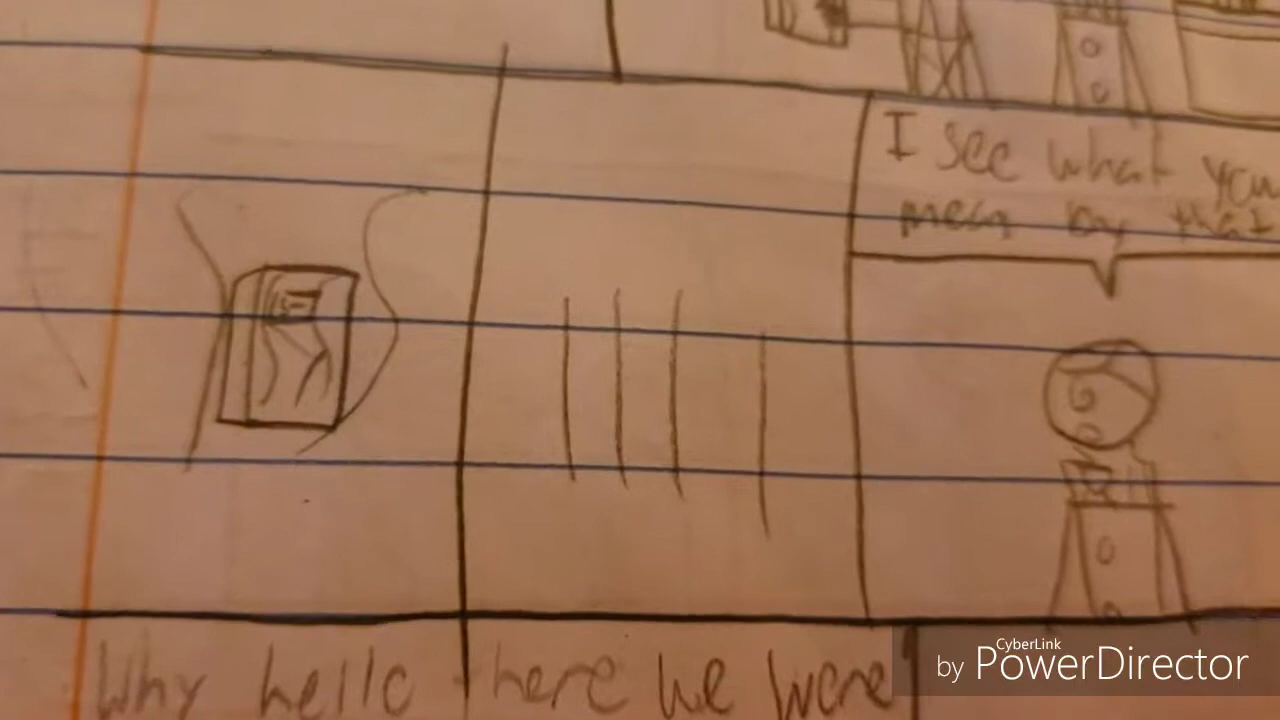 I see what you
mean by that
Why hello there we were
CyberLink
by PowerDirector